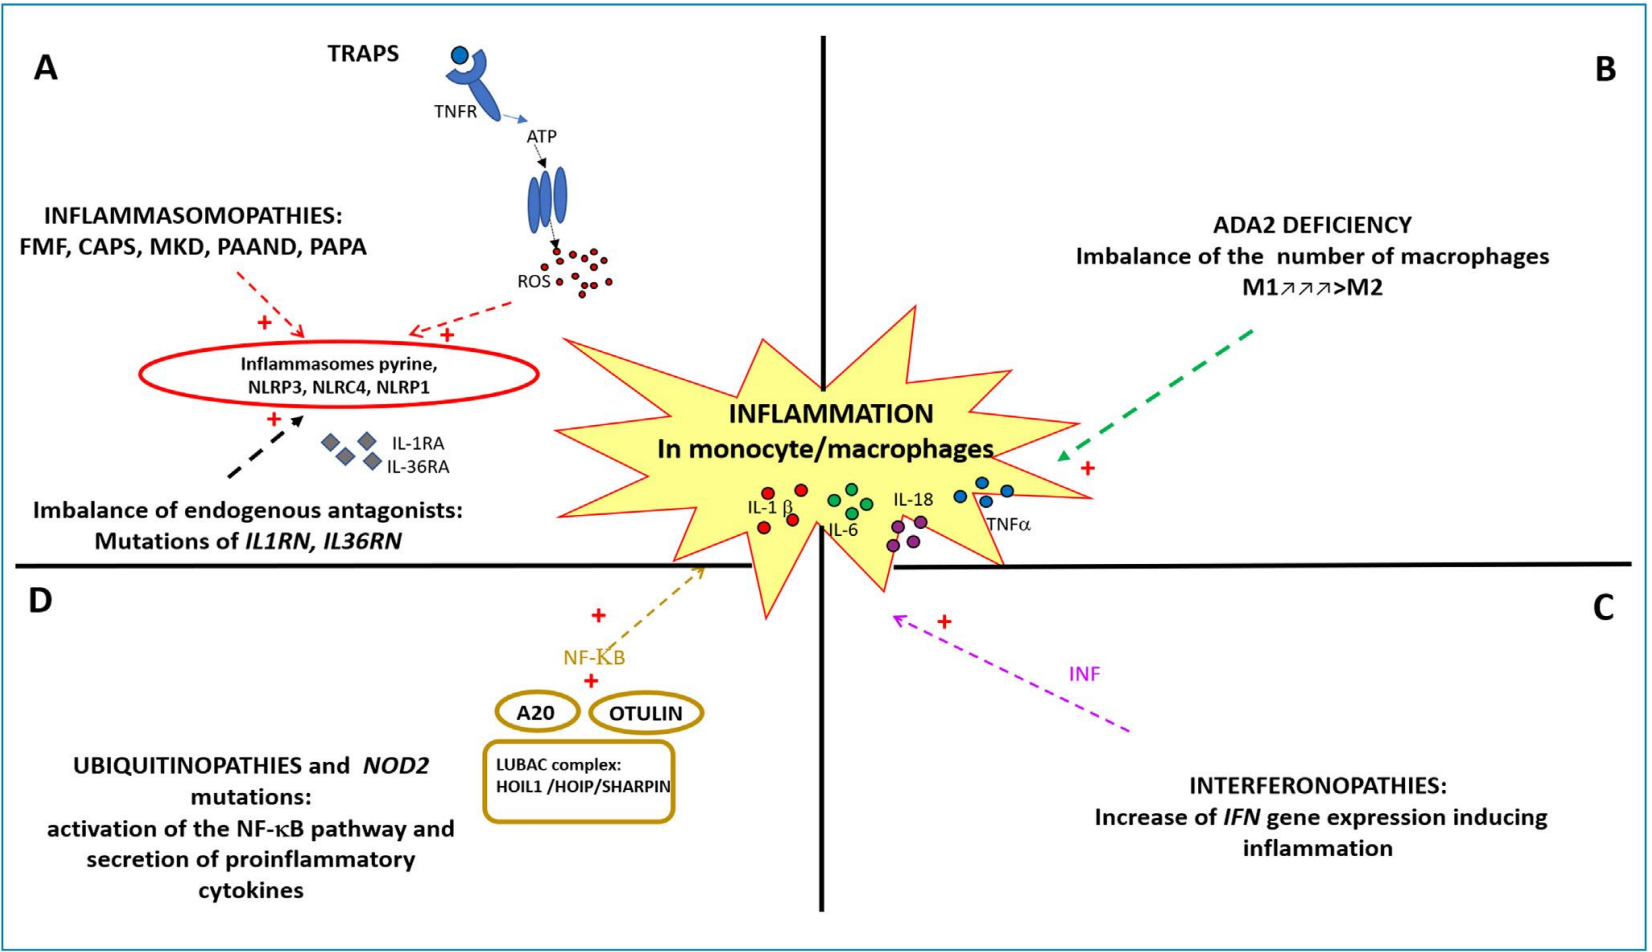 A
TRAPS
TNFR
ATP
ROS
INFLAMMASOMOPATHIES:
FMF, CAPS, MKD, PAAND, PAPA
+
+
Inflammasomes pyrine,
NLRP3, NLRC4, NLRP1
+
IL-1RA
IL-36RA
Imbalance of endogenous antagonists:
Mutations of IL1RN, IL36RN
B
ADA2 DEFICIENCY
Imbalance of the number of macrophages
M1↗↗↗>M2
+
INFLAMMATION
In monocyte/macrophages
IL-1 β
IL-6
IL-18
TNFα
D
+
NF-ΚB
+
A20
OTULIN
LUBAC complex:
HOIL1 /HOIP/SHARPIN
UBIQUITINOPATHIES and NOD2
mutations:
activation of the NF-κB pathway and
secretion of proinflammatory
cytokines
C
+
INF
INTERFERONOPATHIES:
Increase of IFN gene expression inducing
inflammation